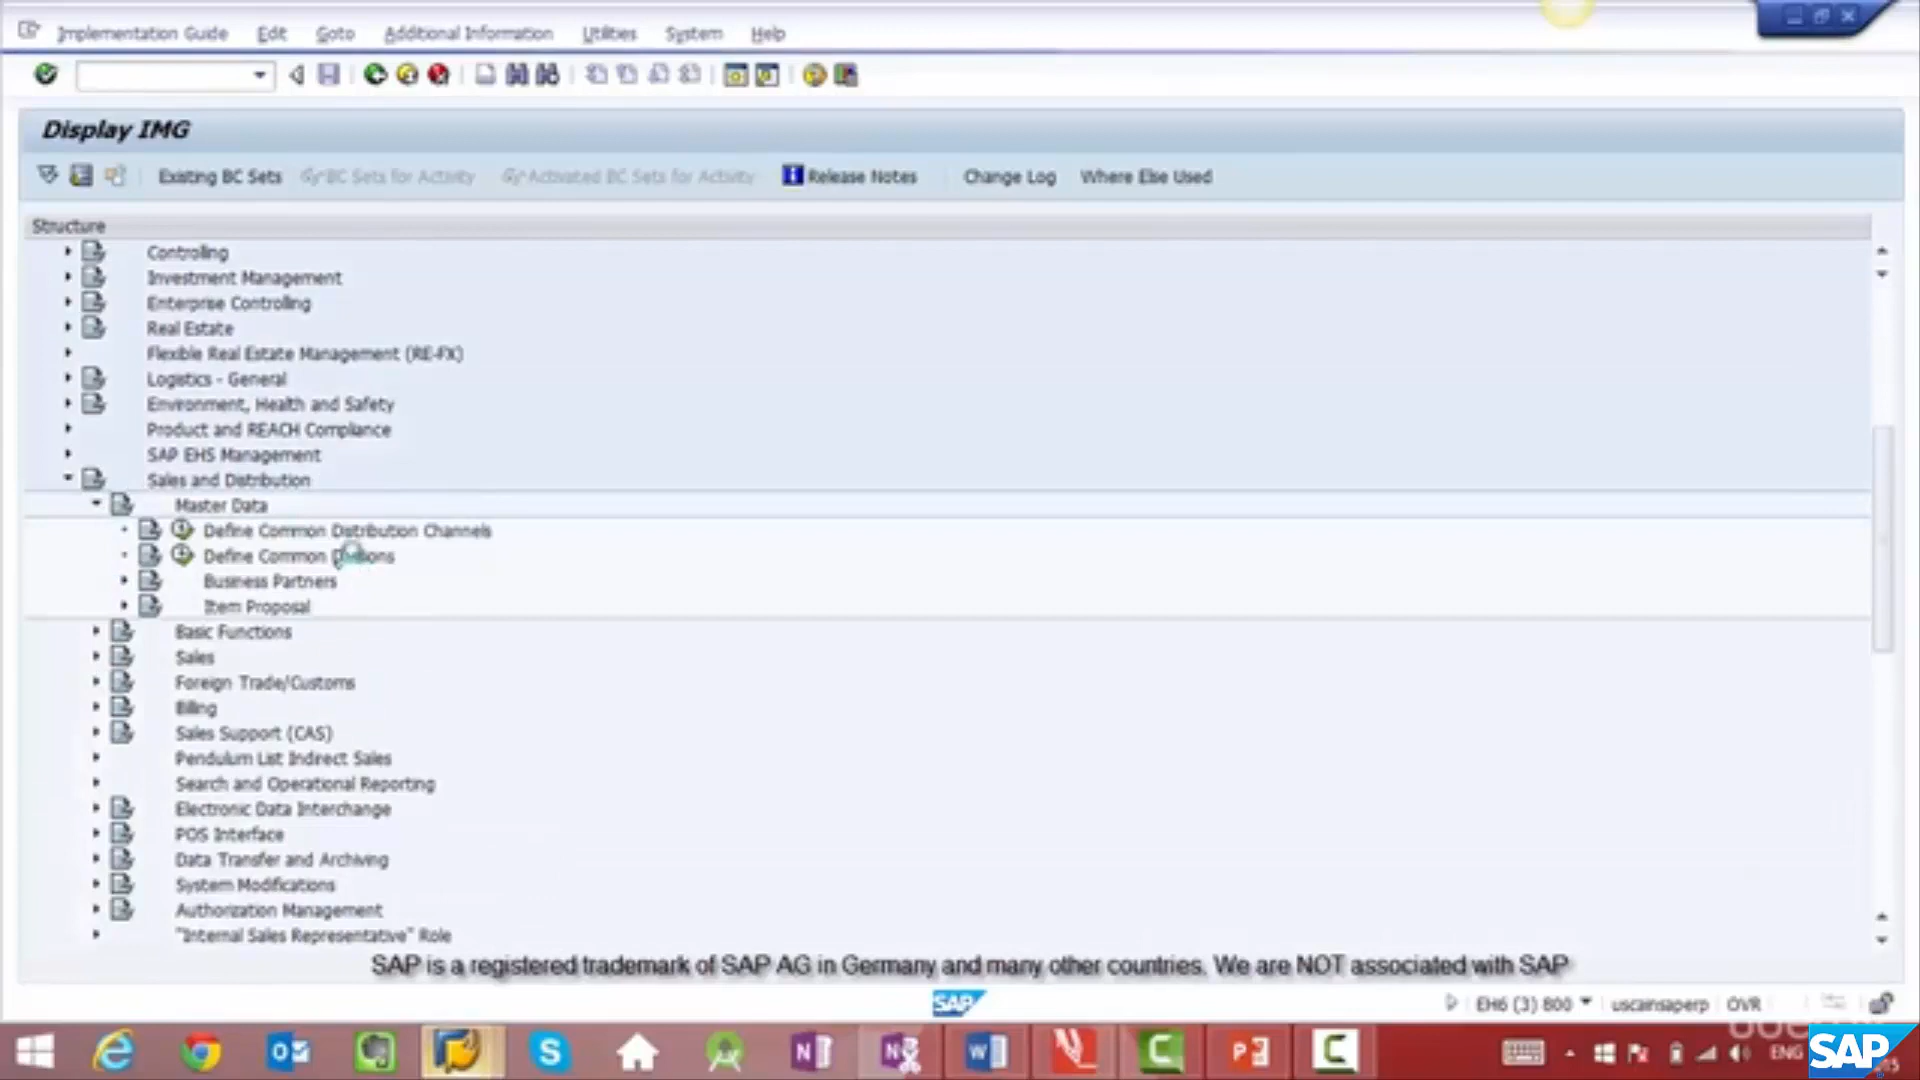 Implementation Guide Edit Goto Additional Information Utilities System Help
Display IMG
Existing BC Sets BC Sets for Activity Activated BC Sets for Activity Release Notes Change Log Where Else Used
Structure
Controlling
Investment Management
Enterprise Controlling
Real Estate
Flexible Real Estate Management (RE-FX)
Logistics - General
Environment, Health and Safety
Product and REACH Compliance
SAP EHS Management
Sales and Distribution
Master Data
Define Common Distribution Channels
Define Common Divisions
Business Partners
Item Proposal
Basic Functions
Sales
Foreign Trade/Customs
Billing
Sales Support (CAS)
Pendulum List Indirect Sales
Search and Operational Reporting
Electronic Data Interchange
POS Interface
Data Transfer and Archiving
System Modifications
Authorization Management
"Internal Sales Representative" Role
SAP is a registered trademark of SAP AG in Germany and many other countries. We are NOT associated with SAP
SAP EH6 (3) 800 uscainsaperp OVR
ENG SAP